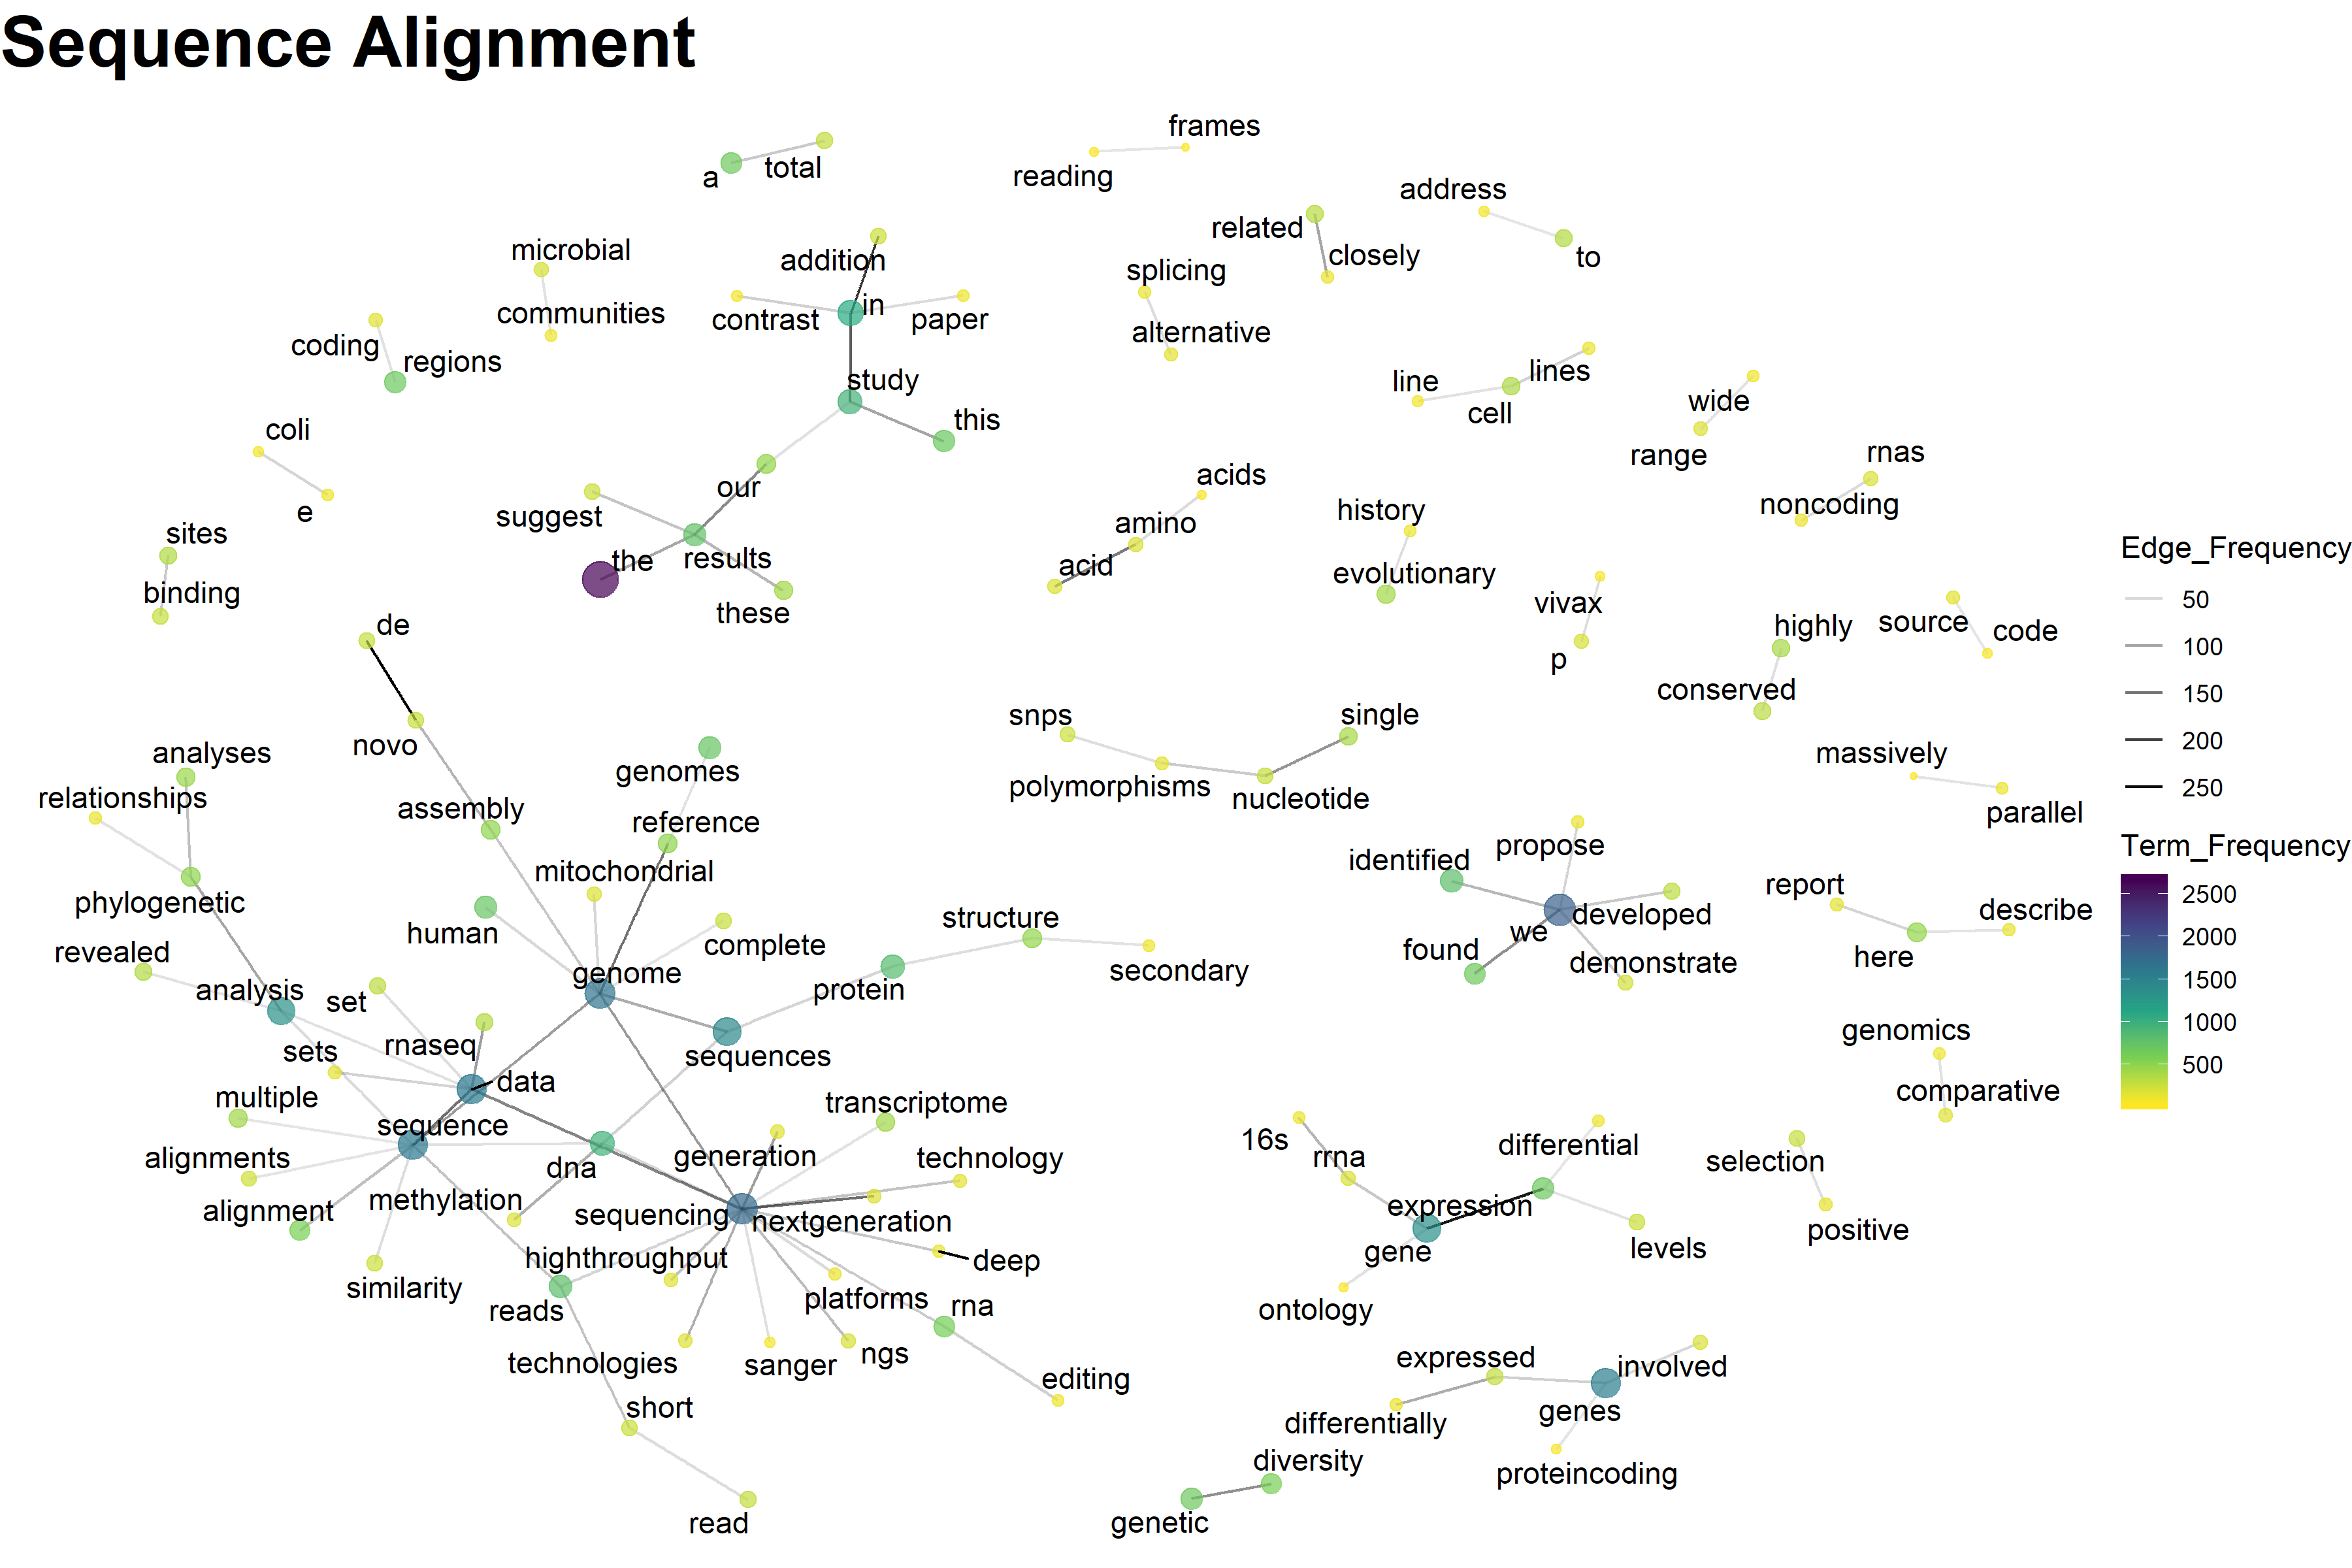 Sequence Alignment
frames
a
total
reading
address
related
closely
to
microbial
addition
splicing
communities
contrast
in
paper
alternative
coding
regions
study
line
lines
cell
wide
coli
this
range
rnas
e
suggest
our
acids
amino
history
noncoding
sites
the
results
acid
evolutionary
Edge_Frequency
binding
these
vivax
50
de
p
highly
source
code
100
conserved
150
novo
snps
single
200
analyses
genomes
polymorphisms
nucleotide
massively
250
relationships
assembly
reference
parallel
mitochondrial
identified
propose
Term_Frequency
phylogenetic
human
complete
structure
we
developed
report
describe
2500
revealed
genome
protein
secondary
found
demonstrate
here
2000
analysis
set
1500
sets
rnaseq
sequences
genomics
1000
data
comparative
500
multiple
sequence
transcriptome
16s
differential
alignments
dna
generation
technology
rrna
selection
alignment
methylation
sequencing
nextgeneration
expression
positive
highthroughput
deep
gene
levels
similarity
reads
platforms
rna
ontology
technologies
sanger
ngs
expressed
involved
editing
short
differentially
genes
diversity
proteincoding
read
genetic